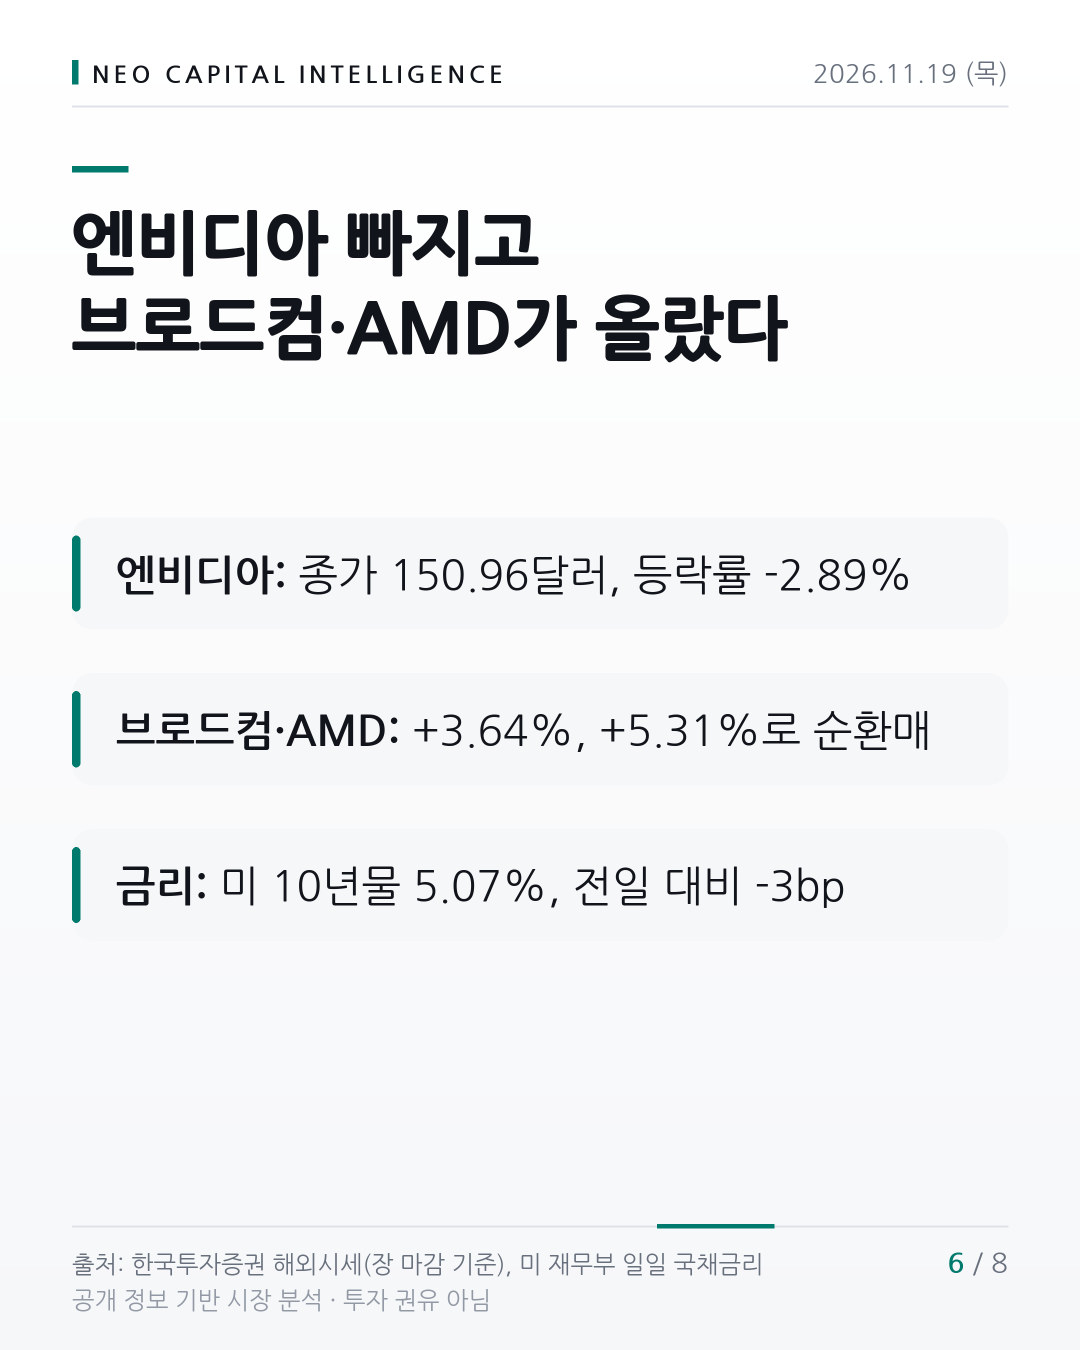 NEO CAPITAL INTELLIGENCE
2026.11.19 (목)
엔비디아 빠지고
브로드컴·AMD가 올랐다
엔비디아: 종가 150.96달러, 등락률 -2.89%
브로드컴·AMD: +3.64%, +5.31%로 순환매
금리: 미 10년물 5.07%, 전일 대비 -3bp
출처: 한국투자증권 해외시세(장 마감 기준), 미 재무부 일일 국채금리
6 / 8
공개 정보 기반 시장 분석 · 투자 권유 아님